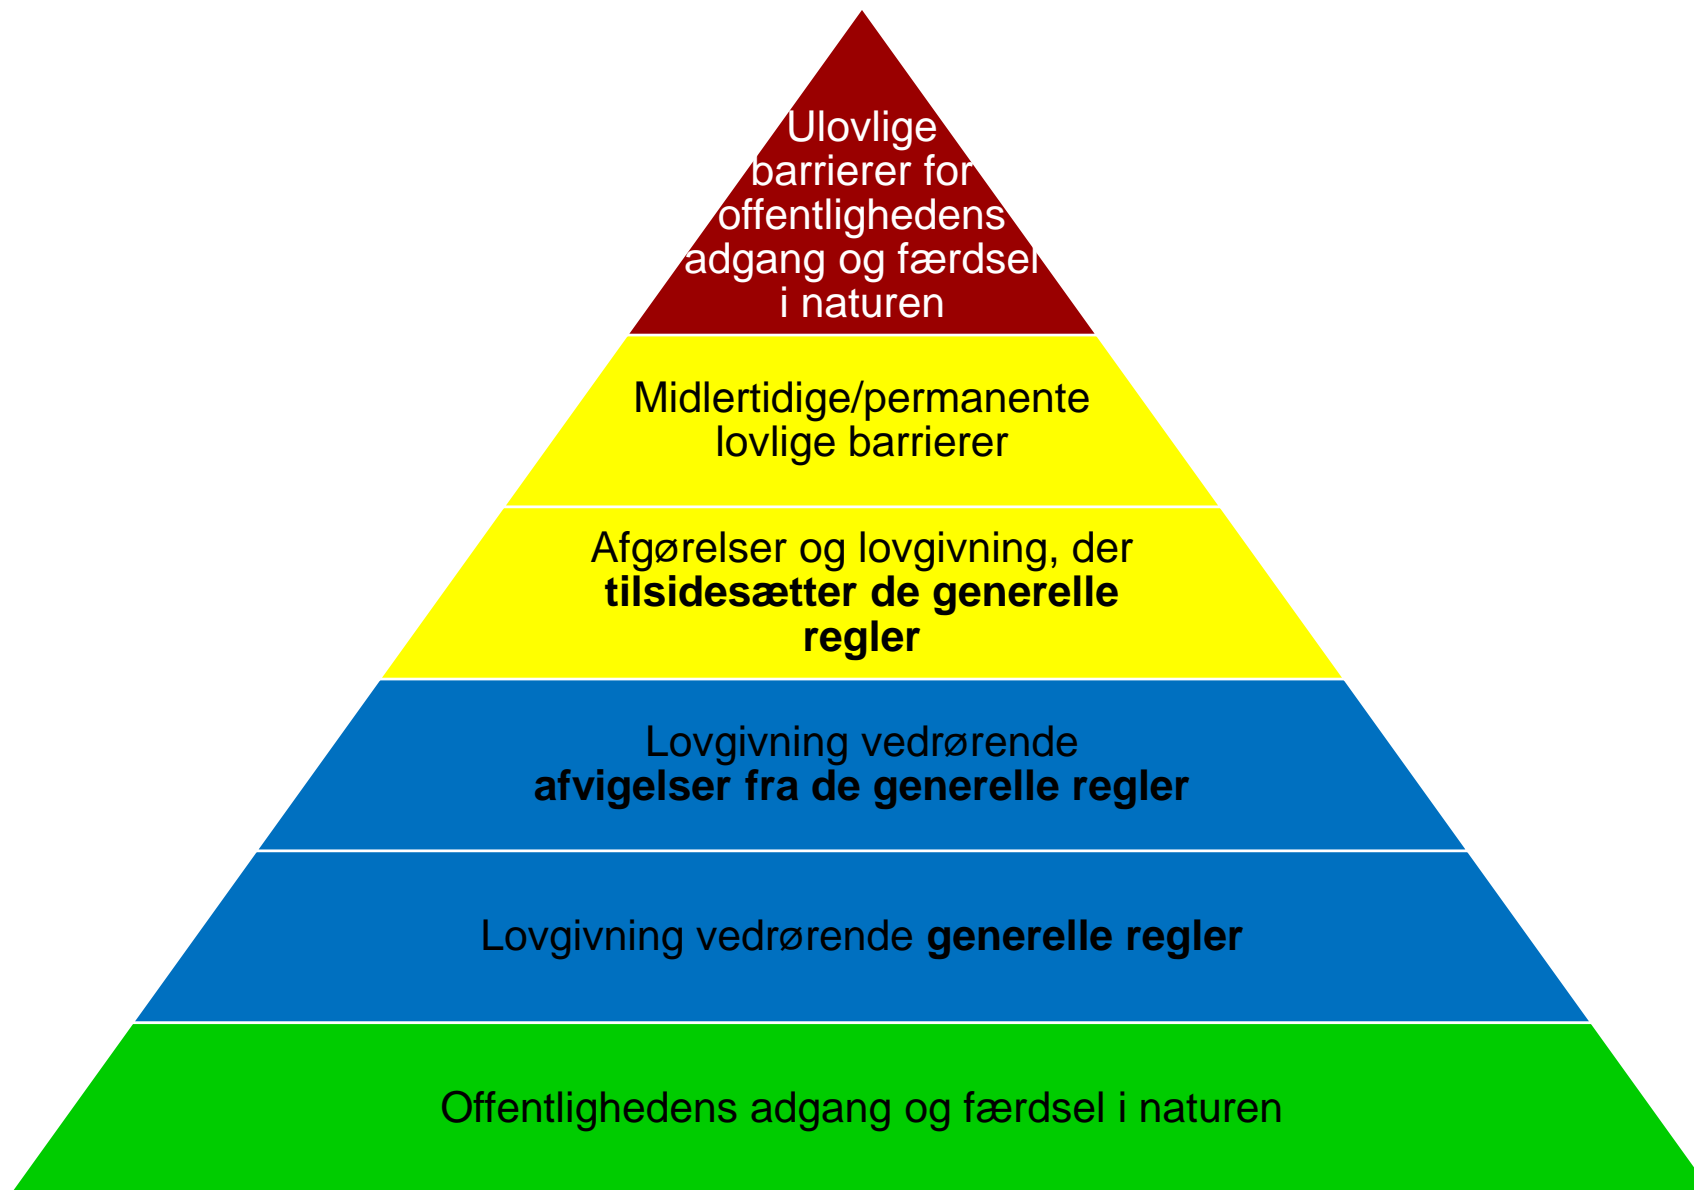 Ulovlige
barrierer for
offentlighedens
adgang og færdsel
i naturen
Midlertidige/permanente
lovlige barrierer
Afgørelser og lovgivning, der
tilsidesætter de generelle
regler
Lovgivning vedrørende
afvigelser fra de generelle regler
Lovgivning vedrørende generelle regler
Offentlighedens adgang og færdsel i naturen